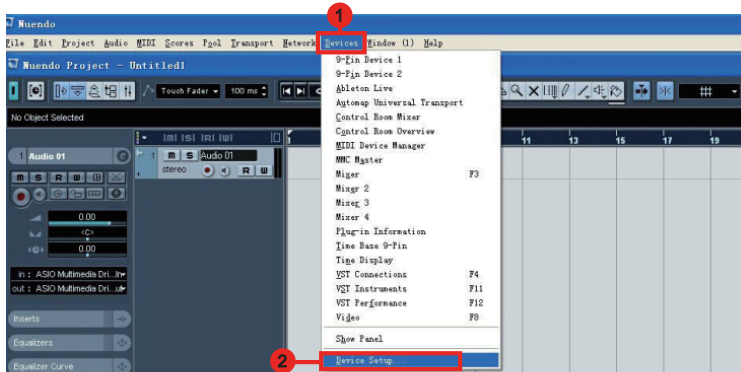 1
Nuendo
File Edit Project Audio MIDI Scores Pool Transport Network Devices Window (1) Help
Nuendo Project - Untitled1
Touch Fader 100 ms
No Object Selected
11 13 15 17 19
1 Audio 01
1 m S Audio 01
stereo R W
m S R W
0.00
<C>
0.00
in : ASIO Multimedia Dri...In
out : ASIO Multimedia Dri...ut
Inserts
Equalizers
Equalizer Curve
9-Pin Device 1
9-Pin Device 2
Ableton Live
Automap Universal Transport
Control Room Mixer
Control Room Overview
MIDI Device Manager
MMC Master
Mixer F3
Mixer 2
Mixer 3
Mixer 4
Plug-in Information
Time Base 9-Pin
Time Display
VST Connections F4
VST Instruments F11
VST Performance F12
Video F8
Show Panel
2 Device Setup...